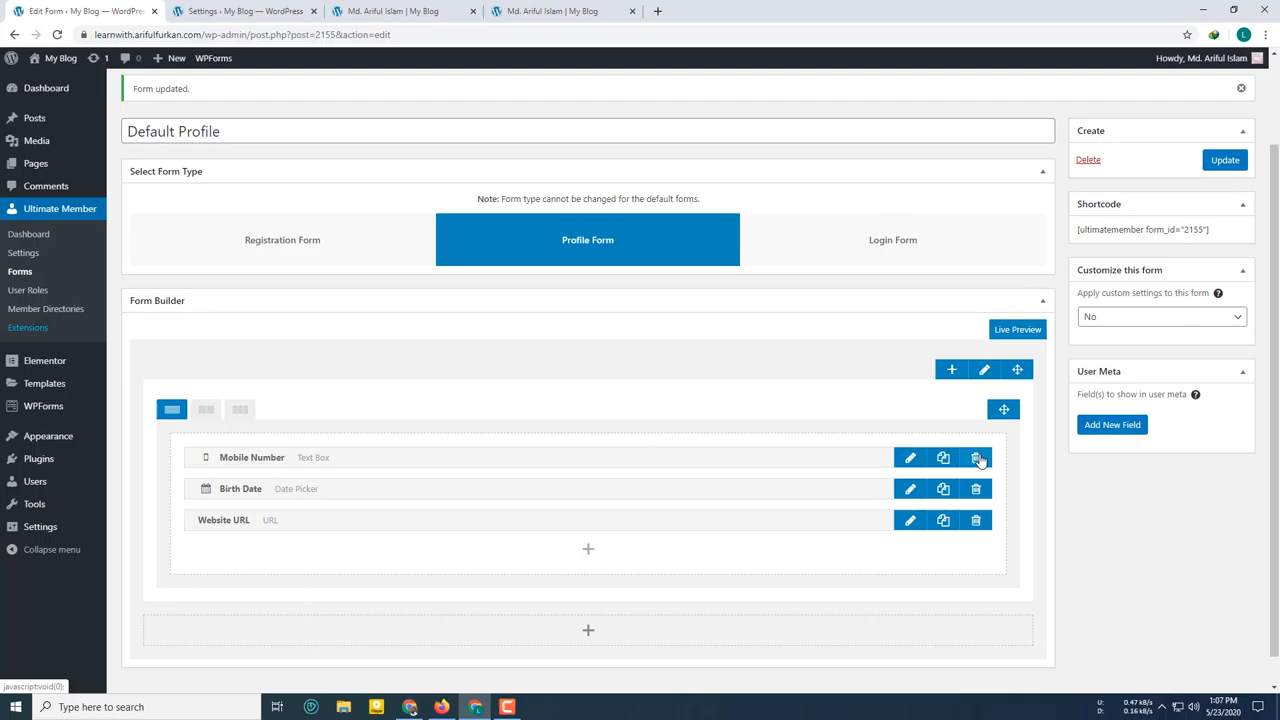 Edit Form ‹ My Blog — WordPres
Settings ‹ My Blog — WordPress
Md. Ariful Islam | My Blog
Md. Ariful Islam | My Blog
learnwith.arifulfurkan.com/wp-admin/post.php?post=2155&action=edit
L
My Blog
1
0
New
WPForms
Howdy, Md. Ariful Islam
Dashboard
Posts
Media
Pages
Comments
Ultimate Member
Dashboard
Settings
Forms
User Roles
Member Directories
Extensions
Elementor
Templates
WPForms
Appearance
Plugins
Users
Tools
Settings
Collapse menu
Form updated.
Default Profile
Select Form Type
Note: Form type cannot be changed for the default forms.
Registration Form
Profile Form
Login Form
Form Builder
Live Preview
Mobile Number Text Box
Birth Date Date Picker
Website URL URL
Create
Delete
Update
Shortcode
[ultimatemember form_id="2155"]
Customize this form
Apply custom settings to this form
No
User Meta
Field(s) to show in user meta
Add New Field
javascript:void(0);
Type here to search
U: 0.47 kB/s
D: 0.16 kB/s
1:07 PM
5/23/2020